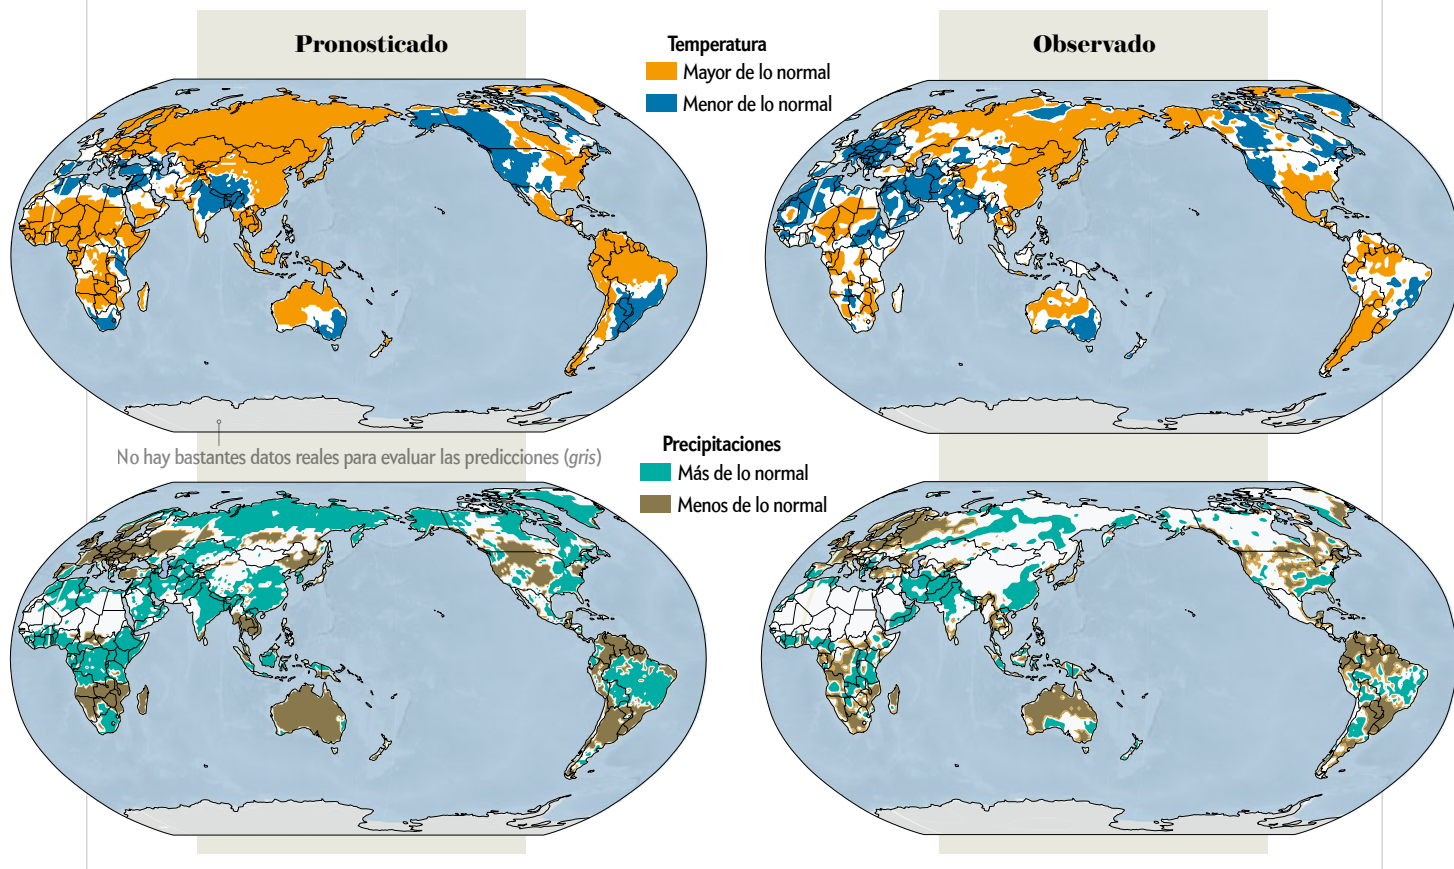 Pronosticado
Temperatura
Mayor de lo normal
Menor de lo normal
Observado
No hay bastantes datos reales para evaluar las predicciones (gris)
Precipitaciones
Más de lo normal
Menos de lo normal